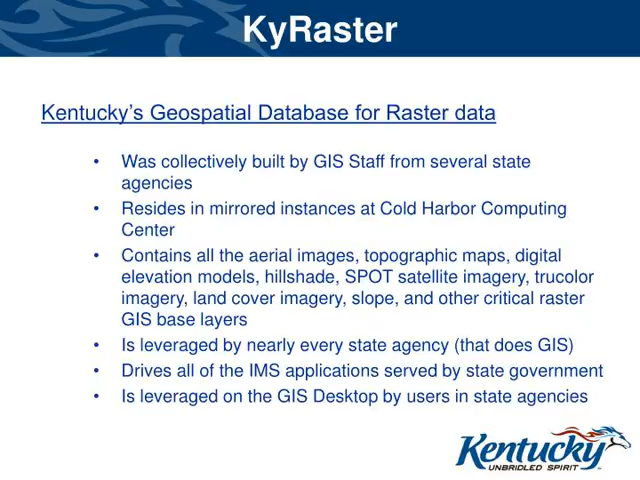 KyRaster
Kentucky’s Geospatial Database for Raster data
• Was collectively built by GIS Staff from several state
agencies
• Resides in mirrored instances at Cold Harbor Computing
Center
• Contains all the aerial images, topographic maps, digital
elevation models, hillshade, SPOT satellite imagery, trucolor
imagery, land cover imagery, slope, and other critical raster
GIS base layers
• Is leveraged by nearly every state agency (that does GIS)
• Drives all of the IMS applications served by state government
• Is leveraged on the GIS Desktop by users in state agencies
Kentucky
UNBRIDLED SPIRIT